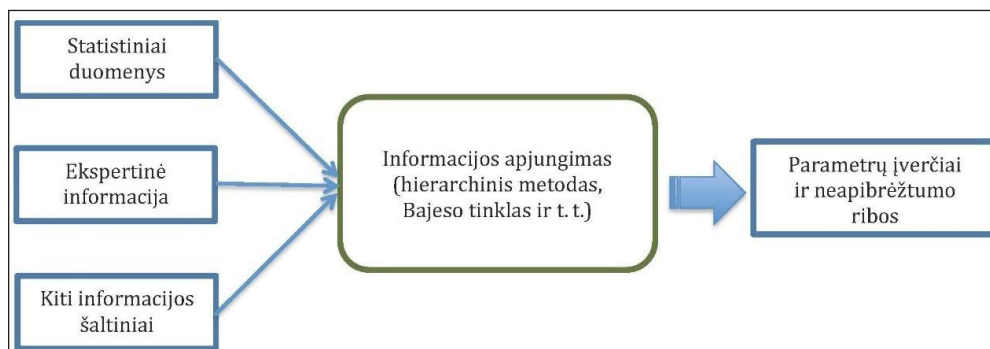 Statistiniai
duomenys
Ekspertinė
informacija
Kiti informacijos
šaltiniai
Informacijos apjungimas
(hierarchinis metodas,
Bajeso tinklas ir t. t.)
Parametrų įverčiai
ir neapibrėžtumo
ribos